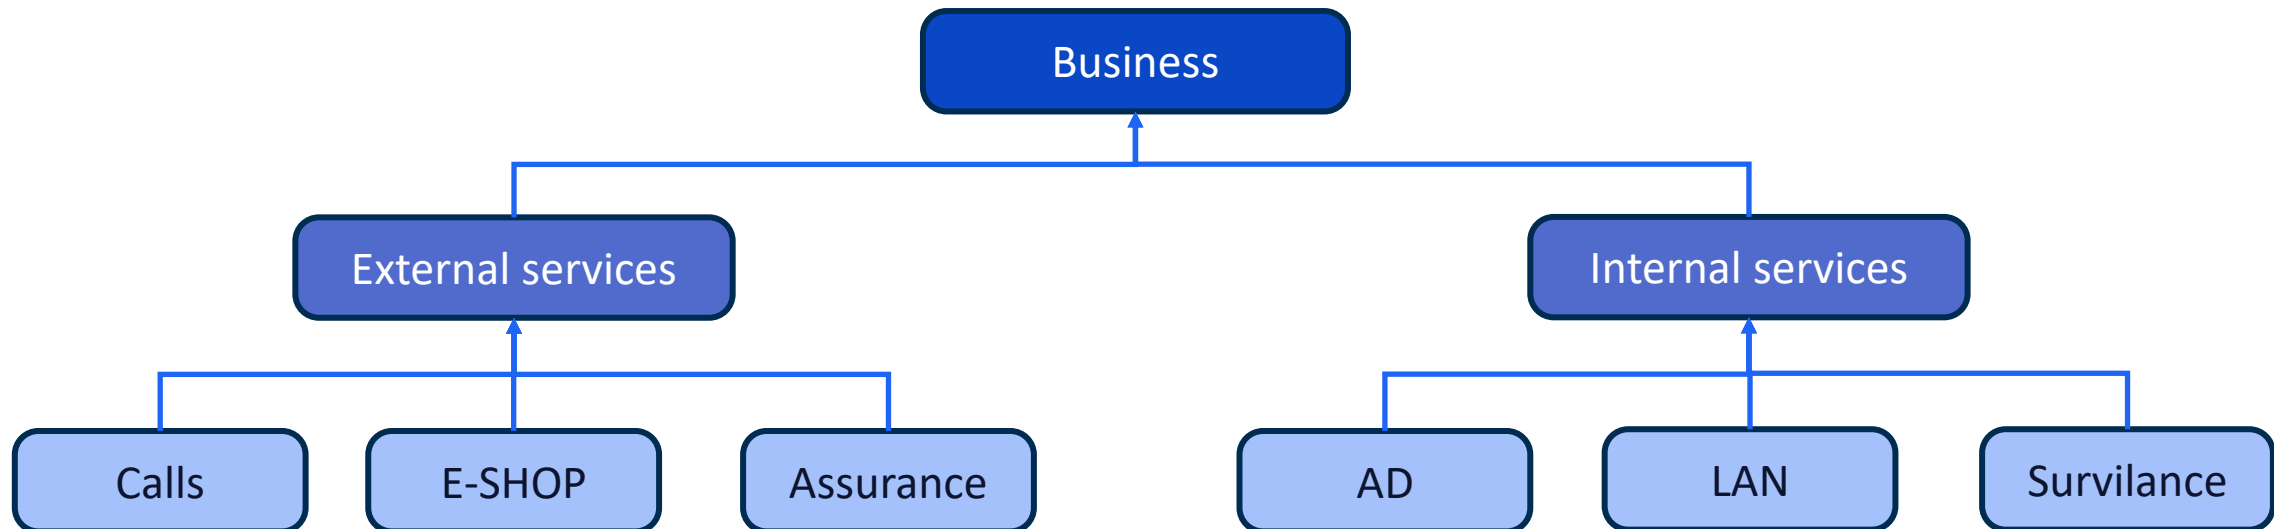 Business
External services
Internal services
Calls
E-SHOP
Assurance
AD
LAN
Survilance